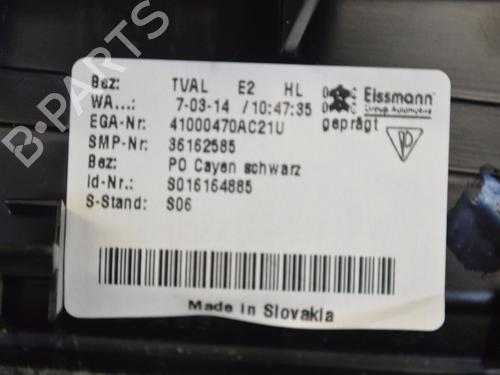 B-PARTS
Bez: TVAL E2 HL
WA...: 7-03-14 /10:47:35
Eissmann
Group Automotive
EGA-Nr: 41000470AC21U geprägt
SMP-Nr: 36162585
Bez: PO Cayen schwarz
Id-Nr.: S016164885
S-Stand: S06
Made in Slovakia